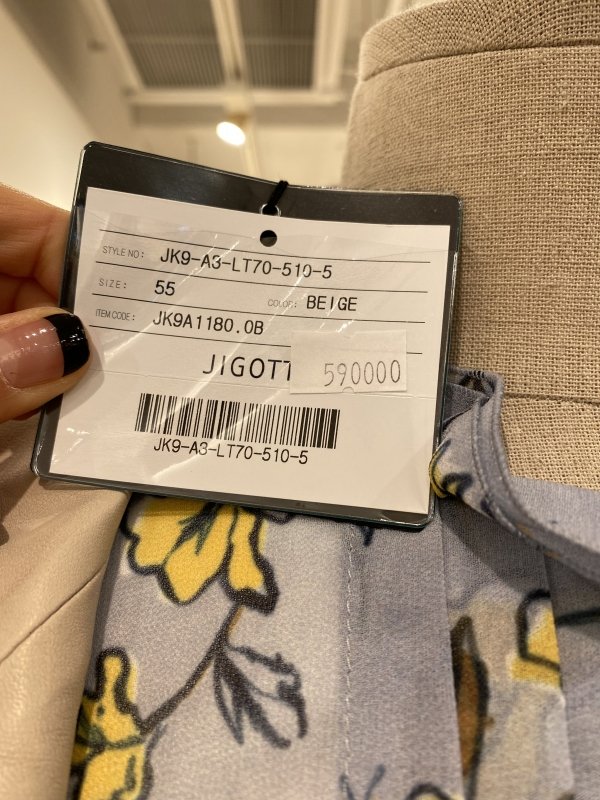 STYLE NO: JK9-A3-LT70-510-5
SIZE: 55 COLOR: BEIGE
ITEM CODE: JK9A1180.0B
JIGOTT 590000
JK9-A3-LT70-510-5